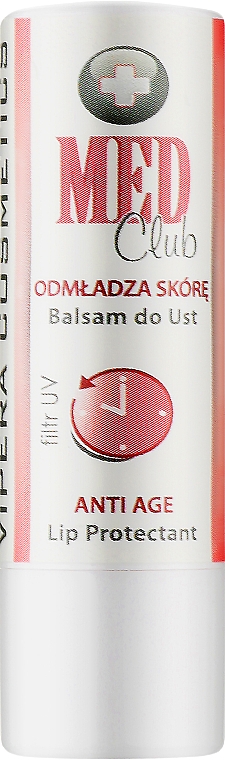 MED
Club
ODMŁADZA SKÓRĘ
Balsam do Ust
filtr UV
ANTI AGE
Lip Protectant
VIPERA COSMETICS